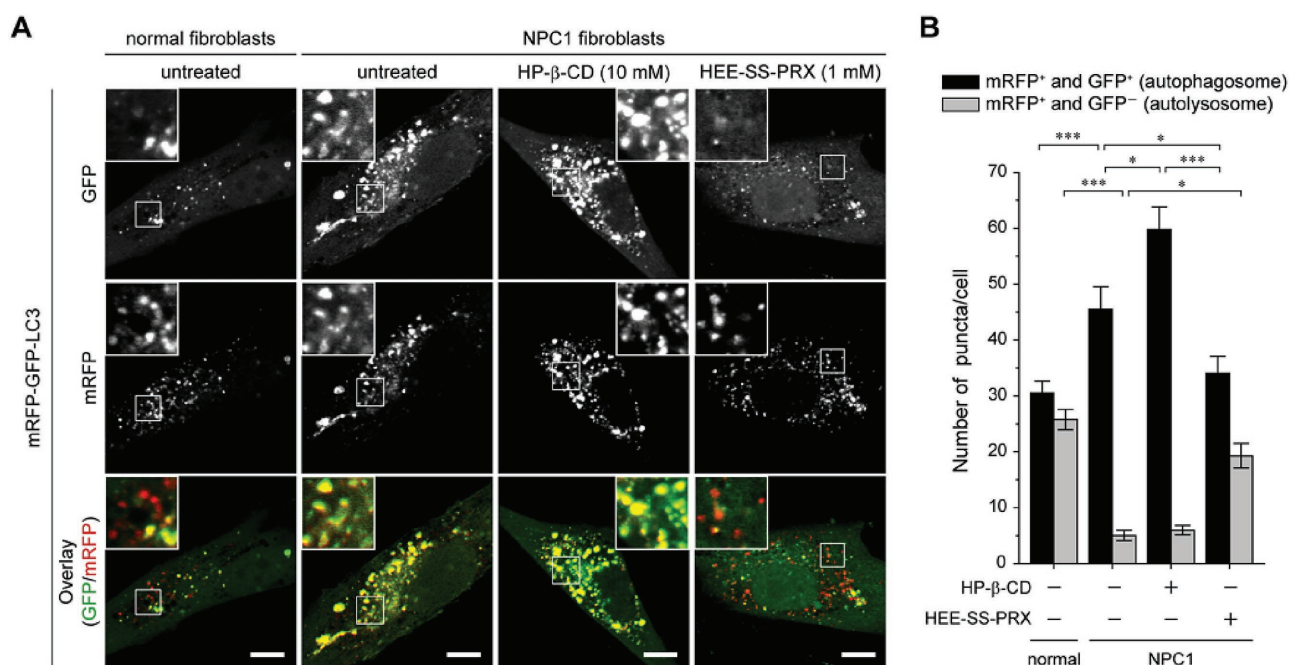 A
normal fibroblasts
NPC1 fibroblasts
untreated
untreated
HP-β-CD (10 mM)
HEE-SS-PRX (1 mM)
mRFP-GFP-LC3
GFP
mRFP
Overlay
(GFP/mRFP)
B
mRFP⁺ and GFP⁺ (autophagosome)
mRFP⁺ and GFP⁻ (autolysosome)
*** *
* ***
*** *
Number of puncta/cell
70
60
50
40
30
20
10
0
HP-β-CD − − + −
HEE-SS-PRX − − − +
normal NPC1